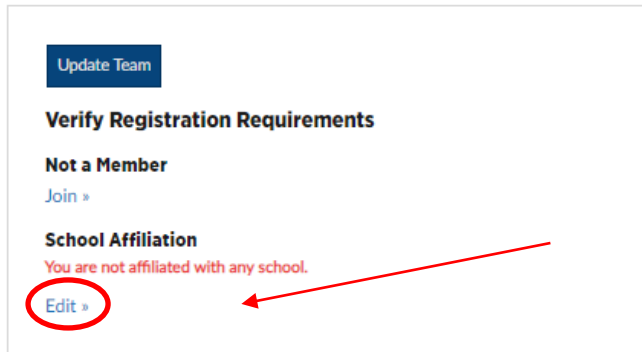 Update Team
Verify Registration Requirements
Not a Member
Join »
School Affiliation
You are not affiliated with any school.
Edit »